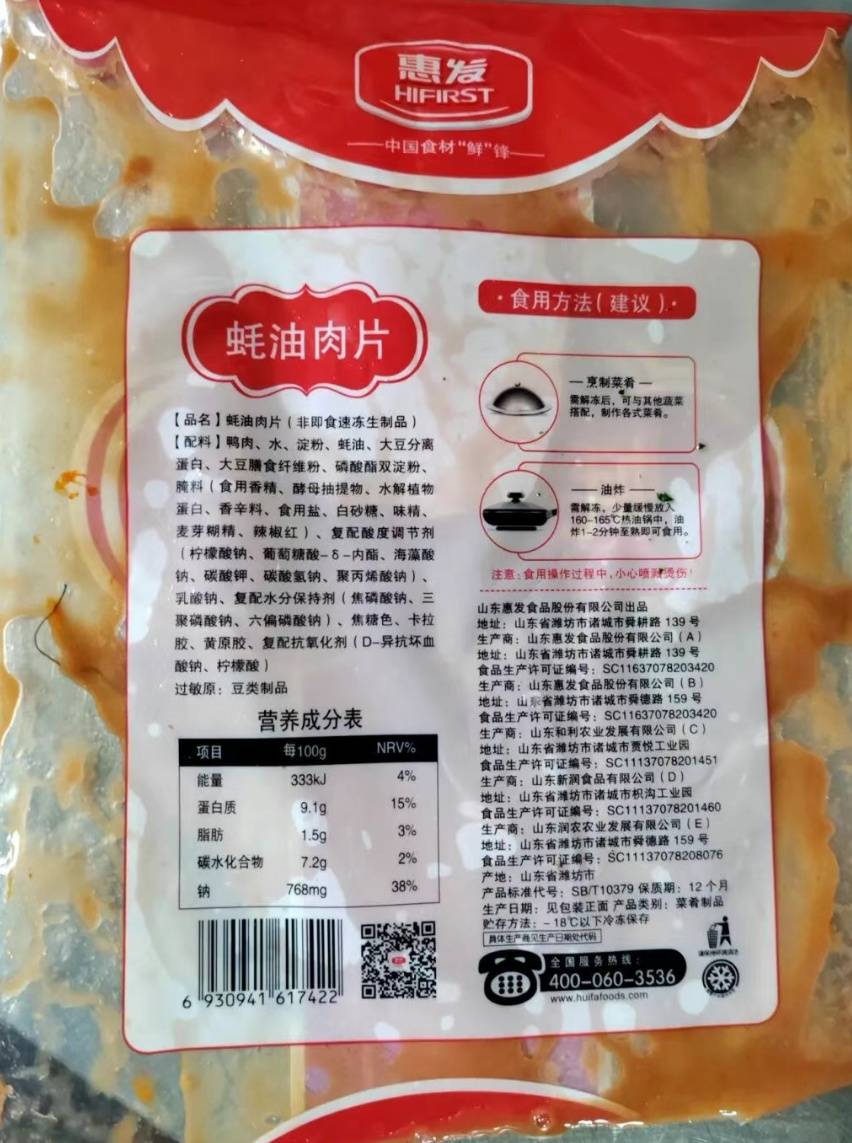 惠发
HIFIRST
中国食材“鲜”锋
蚝油肉片
【品名】蚝油肉片(非即食速冻生制品)
【配料】鸭肉、水、淀粉、蚝油、大豆分离
蛋白、大豆膳食纤维粉、磷酸酯双淀粉、
腌料(食用香精、酵母抽提物、水解植物
蛋白、香辛料、食用盐、白砂糖、味精、
麦芽糊精、辣椒红)、复配酸度调节剂
(柠檬酸钠、葡萄糖酸-δ-内酯、海藻酸
钠、碳酸钾、碳酸氢钠、聚丙烯酸钠)、
乳酸钠、复配水分保持剂(焦磷酸钠、三
聚磷酸钠、六偏磷酸钠)、焦糖色、卡拉
胶、黄原胶、复配抗氧化剂(D-异抗坏血
酸钠、柠檬酸)
过敏原:豆类制品
营养成分表
项目 每100g NRV%
能量 333kJ 4%
蛋白质 9.1g 15%
脂肪 1.5g 3%
碳水化合物 7.2g 2%
钠 768mg 38%
6 930941 617422
·食用方法(建议)·
烹制菜肴
需解冻后,可与其他蔬菜
搭配,制作各式菜肴。
油炸
需解冻,少量缓慢放入
160-165℃热油锅中,油
炸1-2分钟至熟即可食用。
注意:食用操作过程中,小心喷溅烫伤!
山东惠发食品股份有限公司出品
地址:山东省潍坊市诸城市舜耕路 139 号
生产商:山东惠发食品股份有限公司(A)
地址:山东省潍坊市诸城市舜耕路 139 号
食品生产许可证编号:SC11637078203420
生产商:山东惠发食品股份有限公司(B)
地址:山东省潍坊市诸城市舜德路 159 号
食品生产许可证编号:SC11637078203420
生产商:山东和利农业发展有限公司(C)
地址:山东省潍坊市诸城市贾悦工业园
食品生产许可证编号:SC11137078201451
生产商:山东新润食品有限公司(D)
地址:山东省潍坊市诸城市枳沟工业园
食品生产许可证编号:SC11137078201460
生产商:山东润农农业发展有限公司(E)
地址:山东省潍坊市诸城市舜德路 159 号
食品生产许可证编号:SC11137078208076
产地:山东省潍坊市
产品标准代号:SB/T10379 保质期:12 个月
生产日期:见包装正面 产品类别:菜肴制品
贮存方法:-18℃以下冷冻保存
具体生产商见生产日期处代码
全国服务热线:
400-060-3536
www.huifafoods.com